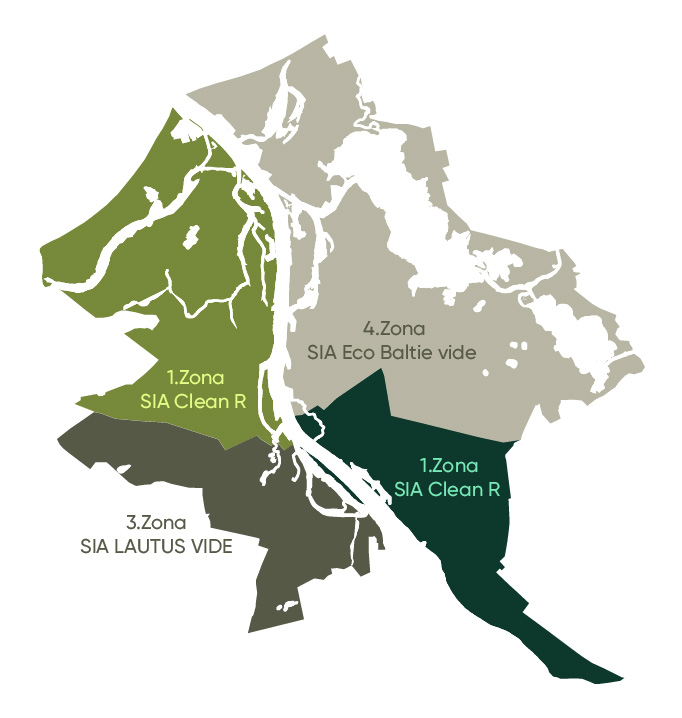 4.Zona
SIA Eco Baltie vide
1.Zona
SIA Clean R
1.Zona
SIA Clean R
3.Zona
SIA LAUTUS VIDE